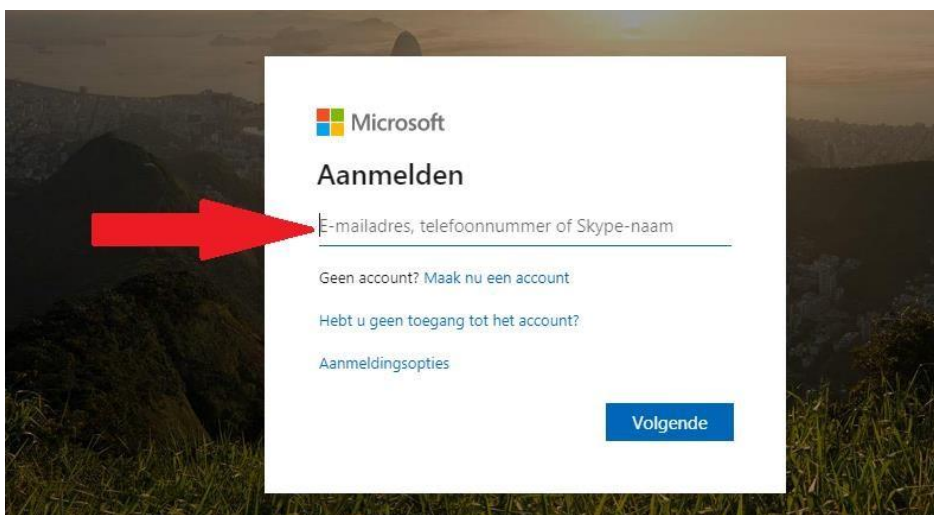 Microsoft
Aanmelden
E-mailadres, telefoonnummer of Skype-naam
Geen account? Maak nu een account
Hebt u geen toegang tot het account?
Aanmeldingsopties
Volgende